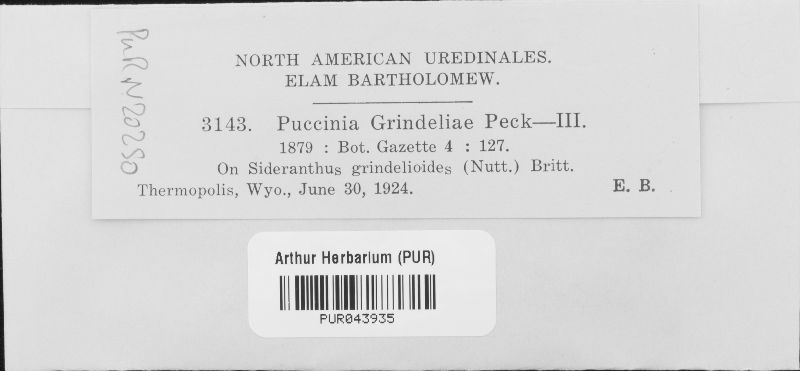 PUR N20280
NORTH AMERICAN UREDINALES.
ELAM BARTHOLOMEW.
3143. Puccinia Grindeliae Peck—III.
1879 : Bot. Gazette 4 : 127.
On Sideranthus grindelioides (Nutt.) Britt.
Thermopolis, Wyo., June 30, 1924. E. B.
Arthur Herbarium (PUR)
PUR043935